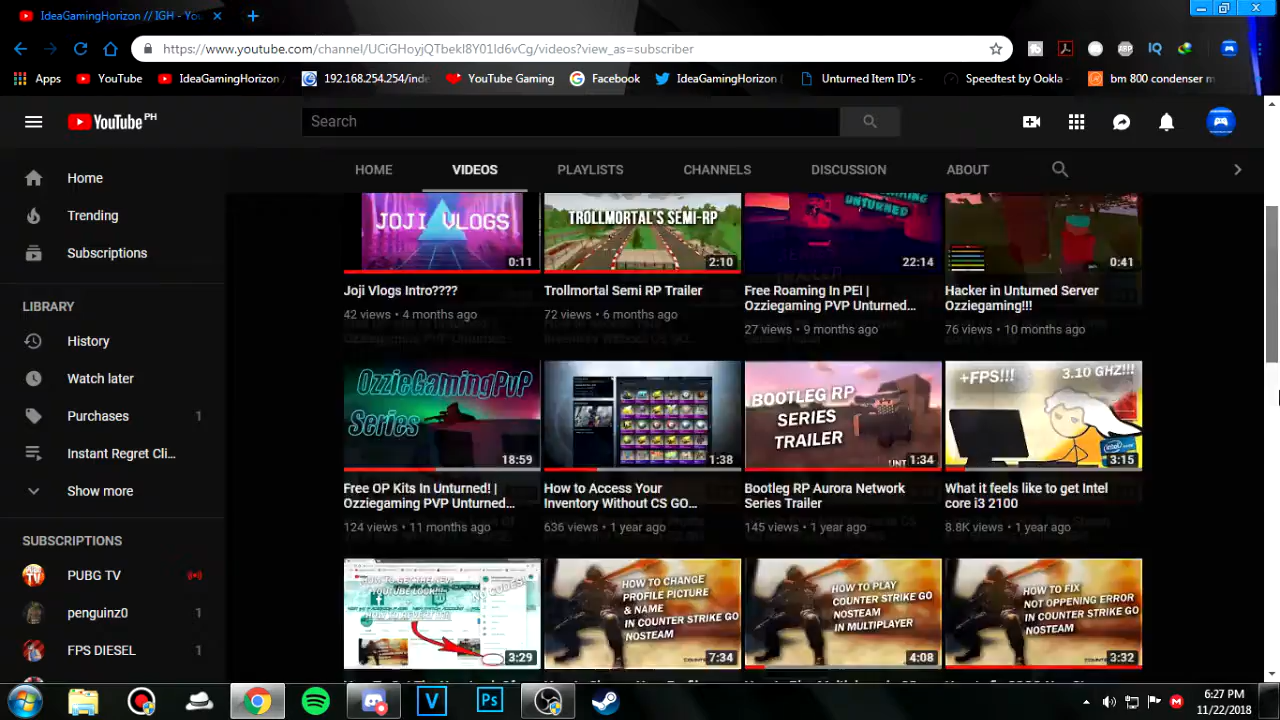 IdeaGamingHorizon // IGH - You
https://www.youtube.com/channel/UCiGHoyjQTbekI8Y01Id6vCg/videos?view_as=subscriber
Apps YouTube IdeaGamingHorizon / 192.168.254.254/inde YouTube Gaming Facebook IdeaGamingHorizon ( Unturned Item ID's - Speedtest by Ookla - bm 800 condenser m
YouTube PH
Search
HOME VIDEOS PLAYLISTS CHANNELS DISCUSSION ABOUT
Home
Trending
Subscriptions
LIBRARY
History
Watch later
Purchases 1
Instant Regret Cli...
Show more
SUBSCRIPTIONS
PUBG TV
penguinz0 1
FPS DIESEL 1
JOJI VLOGS
0:11
Joji Vlogs Intro????
42 views • 4 months ago
TROLLMORTAL'S SEMI-RP
2:10
Trollmortal Semi RP Trailer
72 views • 6 months ago
UNTURNED
22:14
Free Roaming In PEI |
Ozziegaming PVP Unturned...
27 views • 9 months ago
0:41
Hacker in Unturned Server
Ozziegaming!!!
76 views • 10 months ago
OzzieGamingPvP
Series
18:59
Free OP Kits In Unturned! |
Ozziegaming PVP Unturned...
124 views • 11 months ago
1:38
How to Access Your
Inventory Without CS GO...
636 views • 1 year ago
BOOTLEG RP
SERIES
TRAILER
1:34
Bootleg RP Aurora Network
Series Trailer
145 views • 1 year ago
+FPS!!! 3.10 GHZ!!!
intel
3:15
What it feels like to get Intel
core i3 2100
8.8K views • 1 year ago
3:29
HOW TO CHANGE
PROFILE PICTURE
& NAME
IN COUNTER STRIKE GO
NOSTEAM
7:34
HOW TO PLAY
COUNTER STRIKE GO
NOSTEAM
IN MULTIPLAYER
4:08
HOW TO FIX
NOT OPPENING ERROR
IN COUNTER STRIKE GO
NOSTEAM
3:32
6:27 PM
11/22/2018